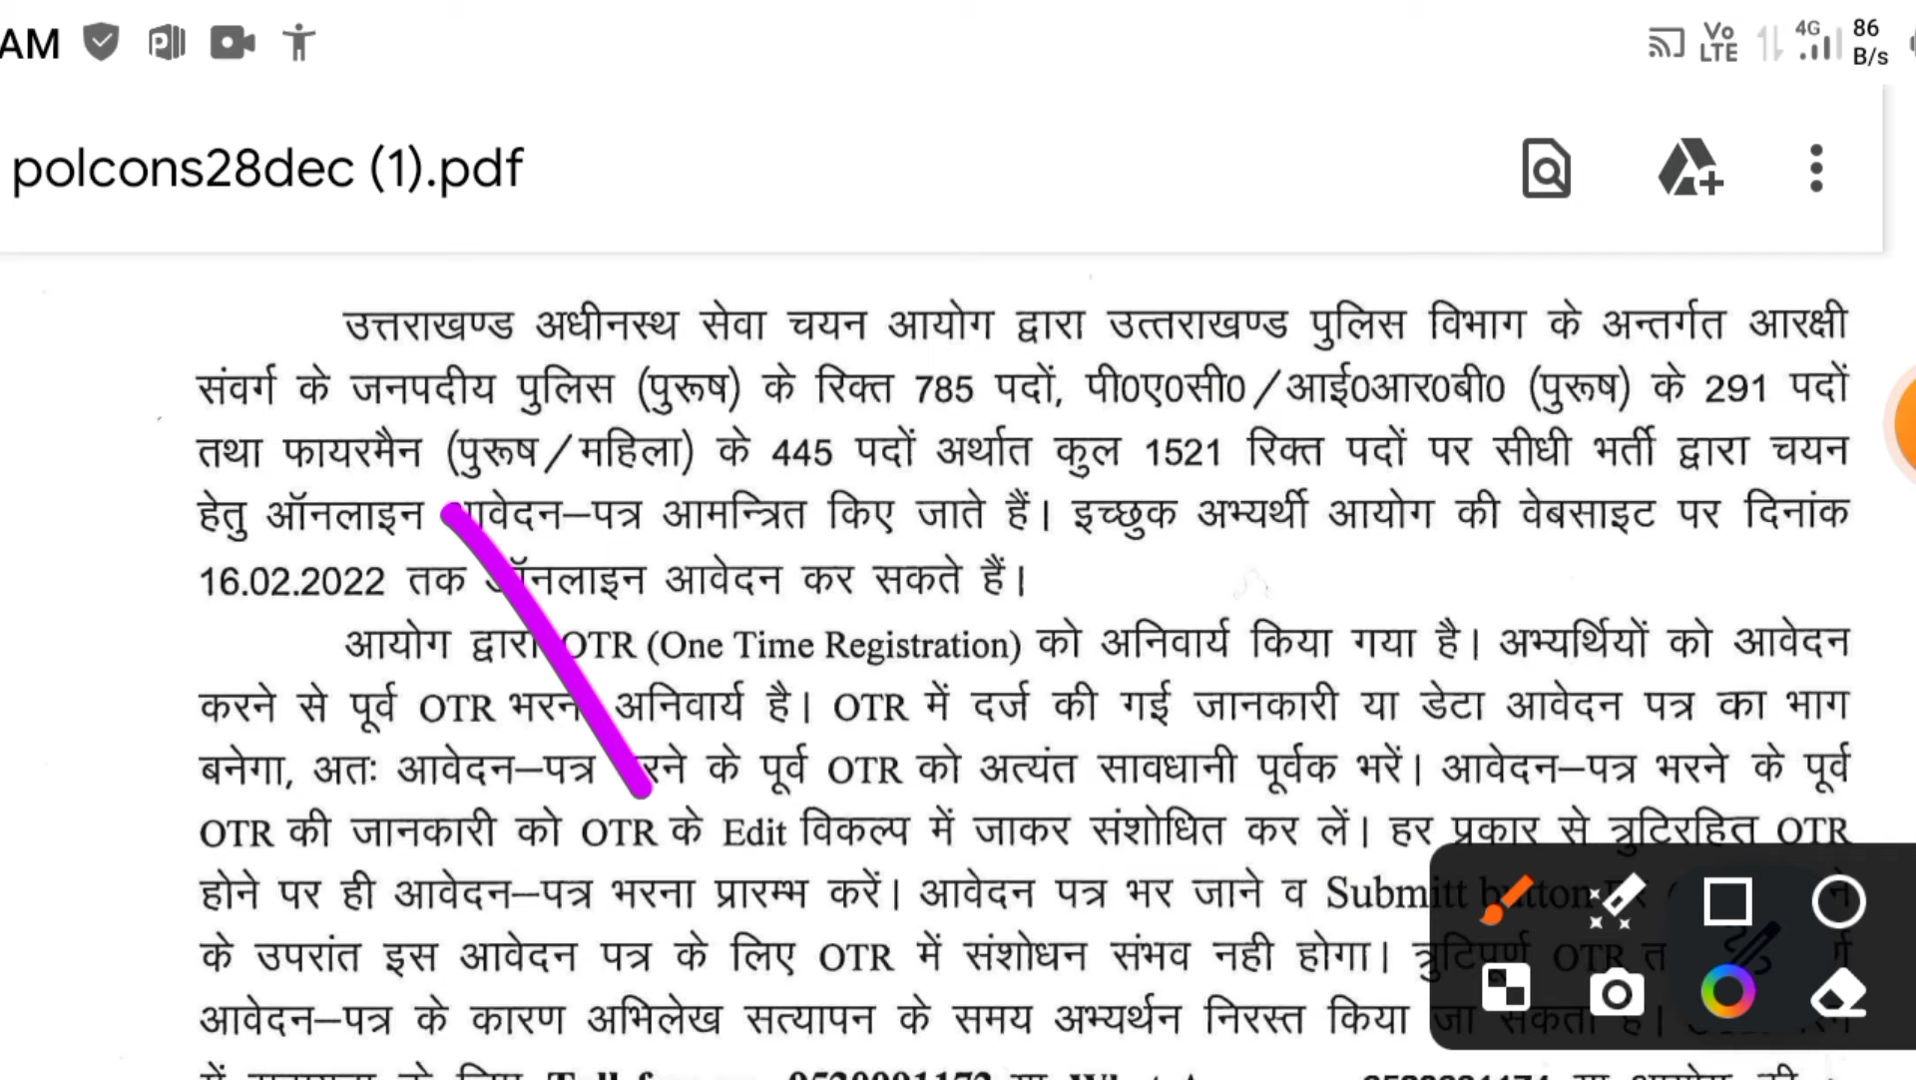 AM Vo LTE 4G 86 B/s
polcons28dec (1).pdf
उत्तराखण्ड अधीनस्थ सेवा चयन आयोग द्वारा उत्तराखण्ड पुलिस विभाग के अन्तर्गत आरक्षी
संवर्ग के जनपदीय पुलिस (पुरूष) के रिक्त 785 पदों, पी0ए0सी0/आई0आर0बी0 (पुरूष) के 291 पदों
तथा फायरमैन (पुरूष/महिला) के 445 पदों अर्थात कुल 1521 रिक्त पदों पर सीधी भर्ती द्वारा चयन
हेतु ऑनलाइन आवेदन–पत्र आमन्त्रित किए जाते हैं। इच्छुक अभ्यर्थी आयोग की वेबसाइट पर दिनांक
16.02.2022 तक ऑनलाइन आवेदन कर सकते हैं।
आयोग द्वारा OTR (One Time Registration) को अनिवार्य किया गया है। अभ्यर्थियों को आवेदन
करने से पूर्व OTR भरना अनिवार्य है। OTR में दर्ज की गई जानकारी या डेटा आवेदन पत्र का भाग
बनेगा, अतः आवेदन–पत्र भरने के पूर्व OTR को अत्यंत सावधानी पूर्वक भरें। आवेदन–पत्र भरने के पूर्व
OTR की जानकारी को OTR के Edit विकल्प में जाकर संशोधित कर लें। हर प्रकार से त्रुटिरहित OTR
होने पर ही आवेदन–पत्र भरना प्रारम्भ करें। आवेदन पत्र भर जाने व Submitt button
के उपरांत इस आवेदन पत्र के लिए OTR में संशोधन संभव नही होगा। त्रुटिपूर्ण OTR
आवेदन–पत्र के कारण अभिलेख सत्यापन के समय अभ्यर्थन निरस्त किया जा सकता है।